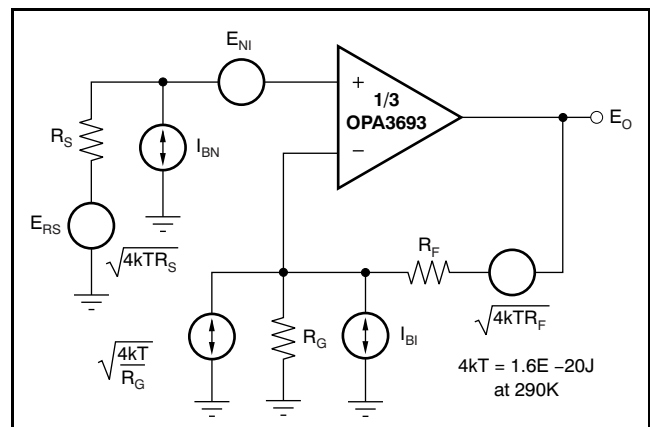 E_NI
+
1/3
OPA3693
−
E_O
R_S
I_BN
E_RS
√4kTR_S
R_F
√4kTR_F
√4kT/R_G
R_G
I_BI
4kT = 1.6E −20J
at 290K